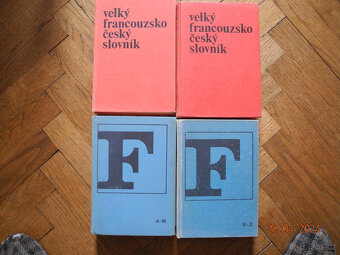 velký
francouzsko
český
slovník
velký
francouzsko
český
slovník
F
A-Q
F
R-Z